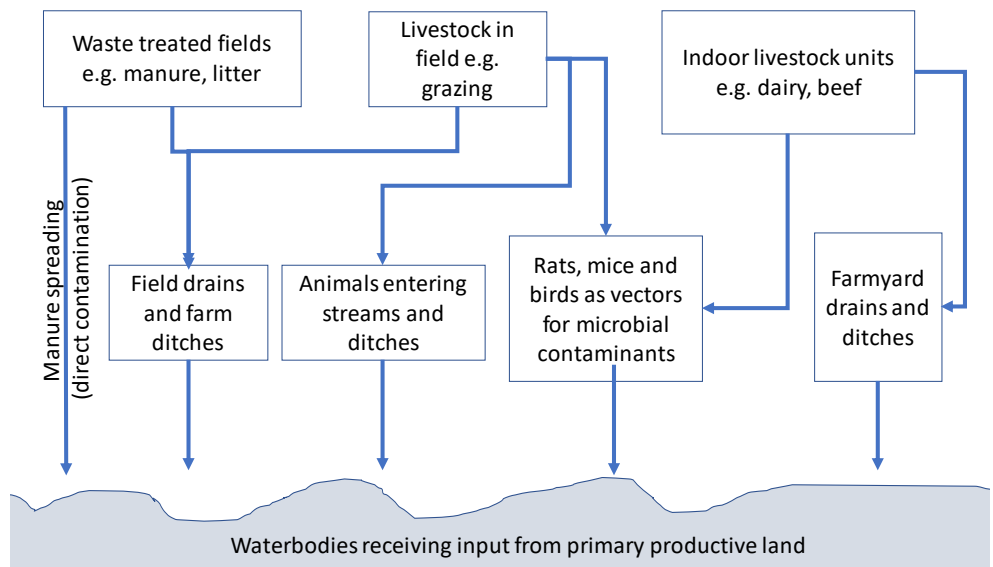 Waste treated fields
e.g. manure, litter
Livestock in
field e.g.
grazing
Indoor livestock units
e.g. dairy, beef
Manure spreading
(direct contamination)
Field drains
and farm
ditches
Animals entering
streams and
ditches
Rats, mice and
birds as vectors
for microbial
contaminants
Farmyard
drains and
ditches
Waterbodies receiving input from primary productive land